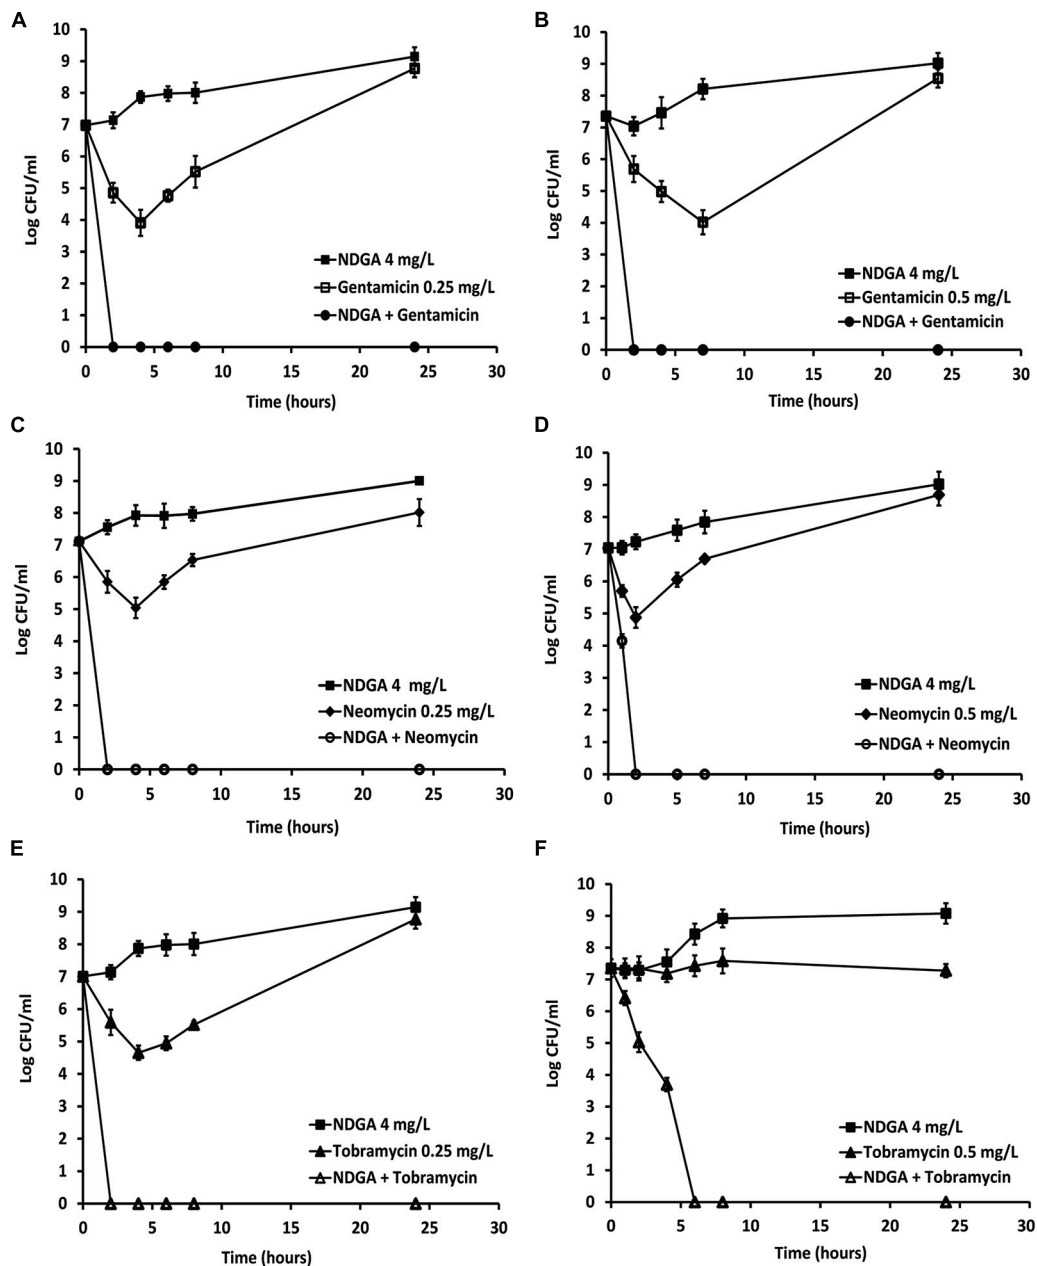 A
10
9
8
7
6
5
4
3
2
1
0
Log CFU/ml
NDGA 4 mg/L
Gentamicin 0.25 mg/L
NDGA + Gentamicin
0 5 10 15 20 25 30
Time (hours)
B
10
9
8
7
6
5
4
3
2
1
0
Log CFU/ml
NDGA 4 mg/L
Gentamicin 0.5 mg/L
NDGA + Gentamicin
0 5 10 15 20 25 30
Time (hours)
C
10
9
8
7
6
5
4
3
2
1
0
Log CFU/ml
NDGA 4 mg/L
Neomycin 0.25 mg/L
NDGA + Neomycin
0 5 10 15 20 25 30
Time (hours)
D
10
9
8
7
6
5
4
3
2
1
0
Log CFU/ml
NDGA 4 mg/L
Neomycin 0.5 mg/L
NDGA + Neomycin
0 5 10 15 20 25 30
Time (hours)
E
10
9
8
7
6
5
4
3
2
1
0
Log CFU/ml
NDGA 4 mg/L
Tobramycin 0.25 mg/L
NDGA + Tobramycin
0 5 10 15 20 25 30
Time (hours)
F
10
9
8
7
6
5
4
3
2
1
0
Log CFU/ml
NDGA 4 mg/L
Tobramycin 0.5 mg/L
NDGA + Tobramycin
0 5 10 15 20 25 30
Time (hours)